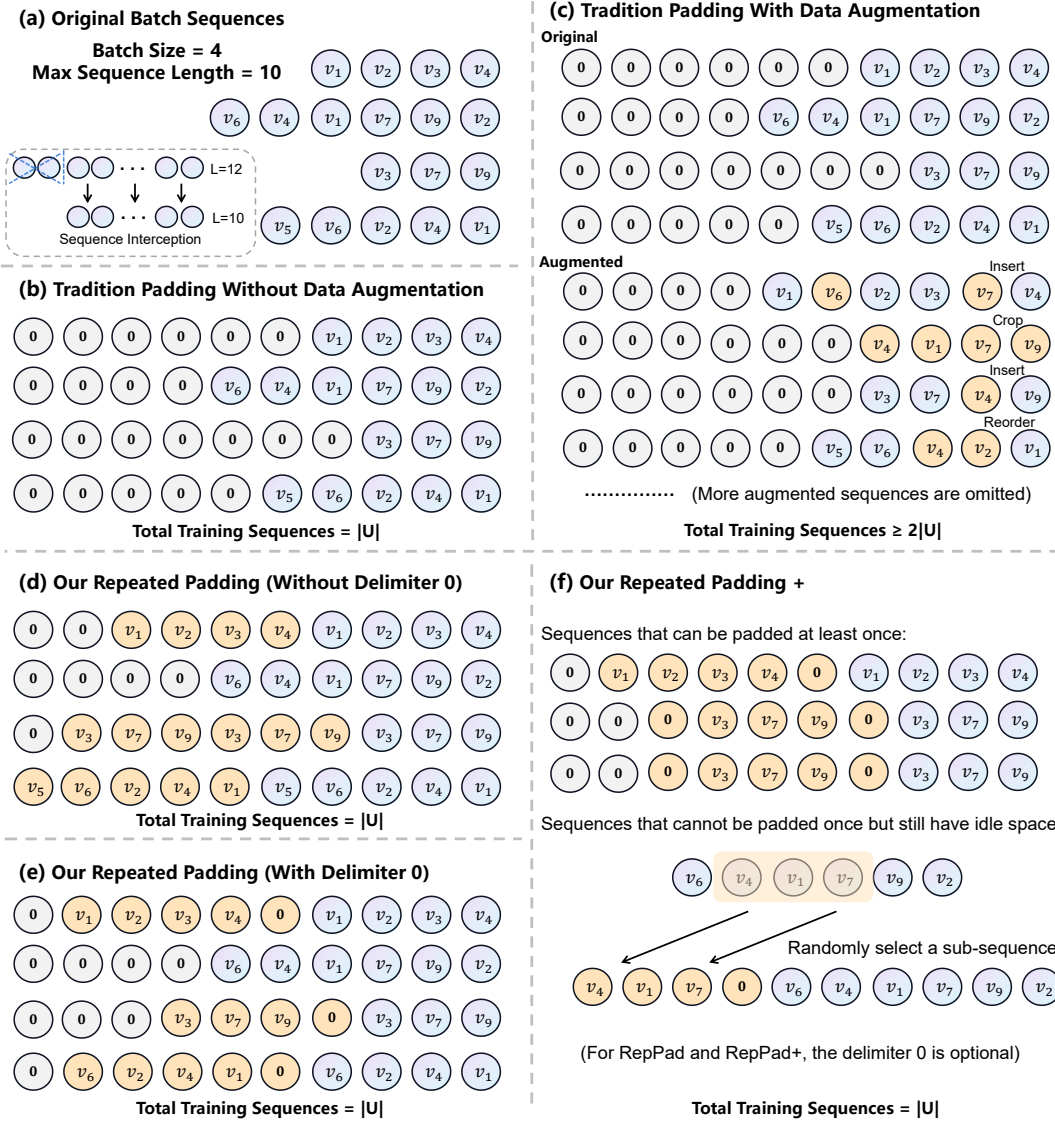 (a) Original Batch Sequences
Batch Size = 4
Max Sequence Length = 10
v₁ v₂ v₃ v₄
v₆ v₄ v₁ v₇ v₉ v₂
v₃ v₇ v₉
v₅ v₆ v₂ v₄ v₁
··· L=12
··· L=10
Sequence Interception
(b) Tradition Padding Without Data Augmentation
0 0 0 0 0 0 v₁ v₂ v₃ v₄
0 0 0 0 v₆ v₄ v₁ v₇ v₉ v₂
0 0 0 0 0 0 0 v₃ v₇ v₉
0 0 0 0 0 v₅ v₆ v₂ v₄ v₁
Total Training Sequences = |U|
(c) Tradition Padding With Data Augmentation
Original
0 0 0 0 0 0 v₁ v₂ v₃ v₄
0 0 0 0 v₆ v₄ v₁ v₇ v₉ v₂
0 0 0 0 0 0 0 v₃ v₇ v₉
0 0 0 0 0 v₅ v₆ v₂ v₄ v₁
Augmented
Insert
0 0 0 0 v₁ v₆ v₂ v₃ v₇ v₄
Crop
0 0 0 0 0 0 v₄ v₁ v₇ v₉
Insert
0 0 0 0 0 0 v₃ v₇ v₄ v₉
Reorder
0 0 0 0 0 v₅ v₆ v₄ v₂ v₁
............... (More augmented sequences are omitted)
Total Training Sequences ≥ 2|U|
(d) Our Repeated Padding (Without Delimiter 0)
0 0 v₁ v₂ v₃ v₄ v₁ v₂ v₃ v₄
0 0 0 0 v₆ v₄ v₁ v₇ v₉ v₂
0 v₃ v₇ v₉ v₃ v₇ v₉ v₃ v₇ v₉
v₅ v₆ v₂ v₄ v₁ v₅ v₆ v₂ v₄ v₁
Total Training Sequences = |U|
(e) Our Repeated Padding (With Delimiter 0)
0 v₁ v₂ v₃ v₄ 0 v₁ v₂ v₃ v₄
0 0 0 0 v₆ v₄ v₁ v₇ v₉ v₂
0 0 0 v₃ v₇ v₉ 0 v₃ v₇ v₉
0 v₆ v₂ v₄ v₁ 0 v₆ v₂ v₄ v₁
Total Training Sequences = |U|
(f) Our Repeated Padding +
Sequences that can be padded at least once:
0 v₁ v₂ v₃ v₄ 0 v₁ v₂ v₃ v₄
0 0 0 v₃ v₇ v₉ 0 v₃ v₇ v₉
0 0 0 v₃ v₇ v₉ 0 v₃ v₇ v₉
Sequences that cannot be padded once but still have idle space
v₆ v₄ v₁ v₇ v₉ v₂
Randomly select a sub-sequence
v₄ v₁ v₇ 0 v₆ v₄ v₁ v₇ v₉ v₂
(For RepPad and RepPad+, the delimiter 0 is optional)
Total Training Sequences = |U|